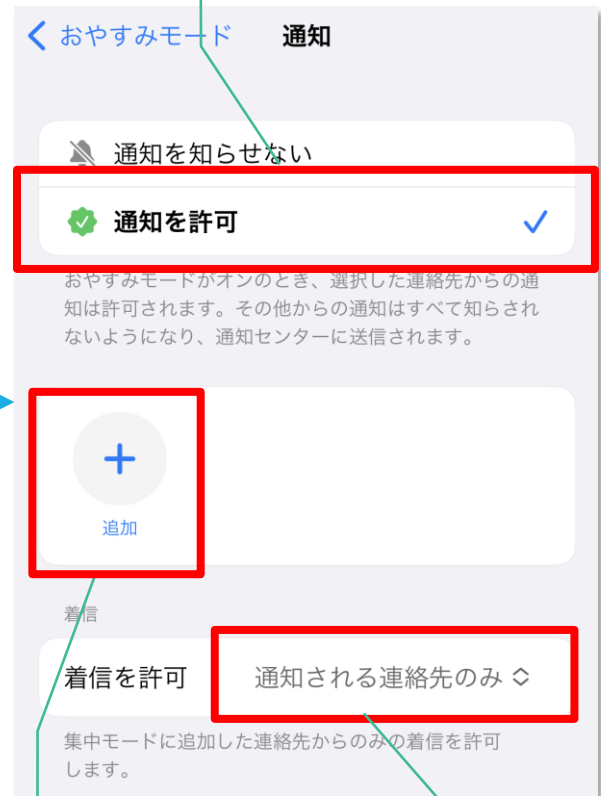 おやすみモード 通知
通知を知らせない
通知を許可
おやすみモードがオンのとき、選択した連絡先からの通
知は許可されます。その他からの通知はすべて知らされ
ないようになり、通知センターに送信されます。
追加
着信
着信を許可 通知される連絡先のみ
集中モードに追加した連絡先からのみの着信を許可
します。